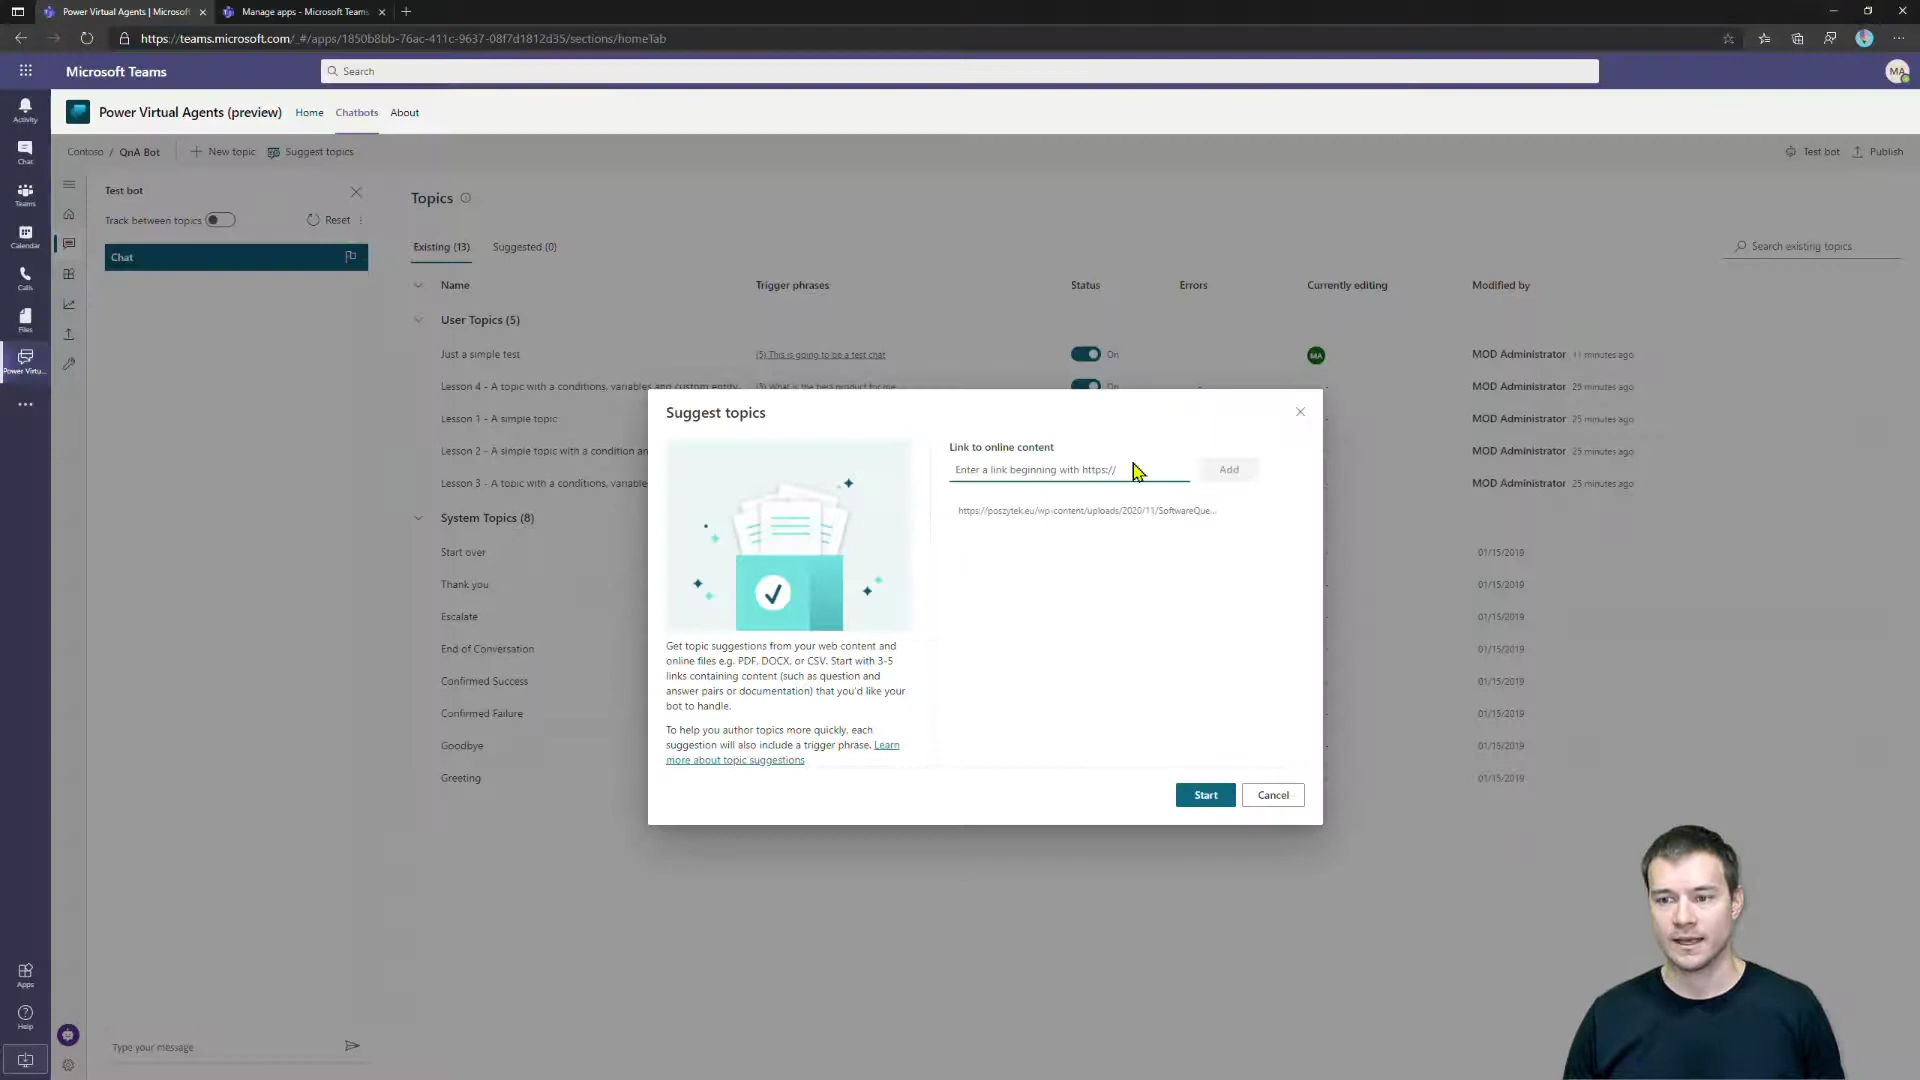 Power Virtual Agents | Microsoft
Manage apps - Microsoft Teams
https://teams.microsoft.com/_#/apps/1850b8bb-76ac-411c-9637-08f7d1812d35/sections/homeTab
Microsoft Teams
Search
MA
Activity
Chat
Teams
Calendar
Calls
Files
Power Virtu...
Apps
Help
Power Virtual Agents (preview)
Home
Chatbots
About
Contoso / QnA Bot
New topic
Suggest topics
Test bot
Publish
Test bot
Track between topics
Reset
Chat
Type your message
Topics
Existing (13)
Suggested (0)
Search existing topics
Name
Trigger phrases
Status
Errors
Currently editing
Modified by
User Topics (5)
Just a simple test
(5) This is going to be a test chat
On
MA
MOD Administrator 11 minutes ago
Lesson 4 - A topic with a conditions, variables and custom entity
(5) What is the best product for me
MOD Administrator 25 minutes ago
Lesson 1 - A simple topic
MOD Administrator 25 minutes ago
Lesson 2 - A simple topic with a condition an
MOD Administrator 25 minutes ago
Lesson 3 - A topic with a conditions, variables
MOD Administrator 25 minutes ago
System Topics (8)
Start over
01/15/2019
Thank you
01/15/2019
Escalate
01/15/2019
End of Conversation
01/15/2019
Confirmed Success
01/15/2019
Confirmed Failure
01/15/2019
Goodbye
01/15/2019
Greeting
01/15/2019
Suggest topics
Get topic suggestions from your web content and
online files e.g. PDF, DOCX, or CSV. Start with 3-5
links containing content (such as question and
answer pairs or documentation) that you'd like your
bot to handle.
To help you author topics more quickly, each
suggestion will also include a trigger phrase. Learn
more about topic suggestions
Link to online content
Enter a link beginning with https://
Add
https://poszytek.eu/wp-content/uploads/2020/11/SoftwareQue...
Start
Cancel